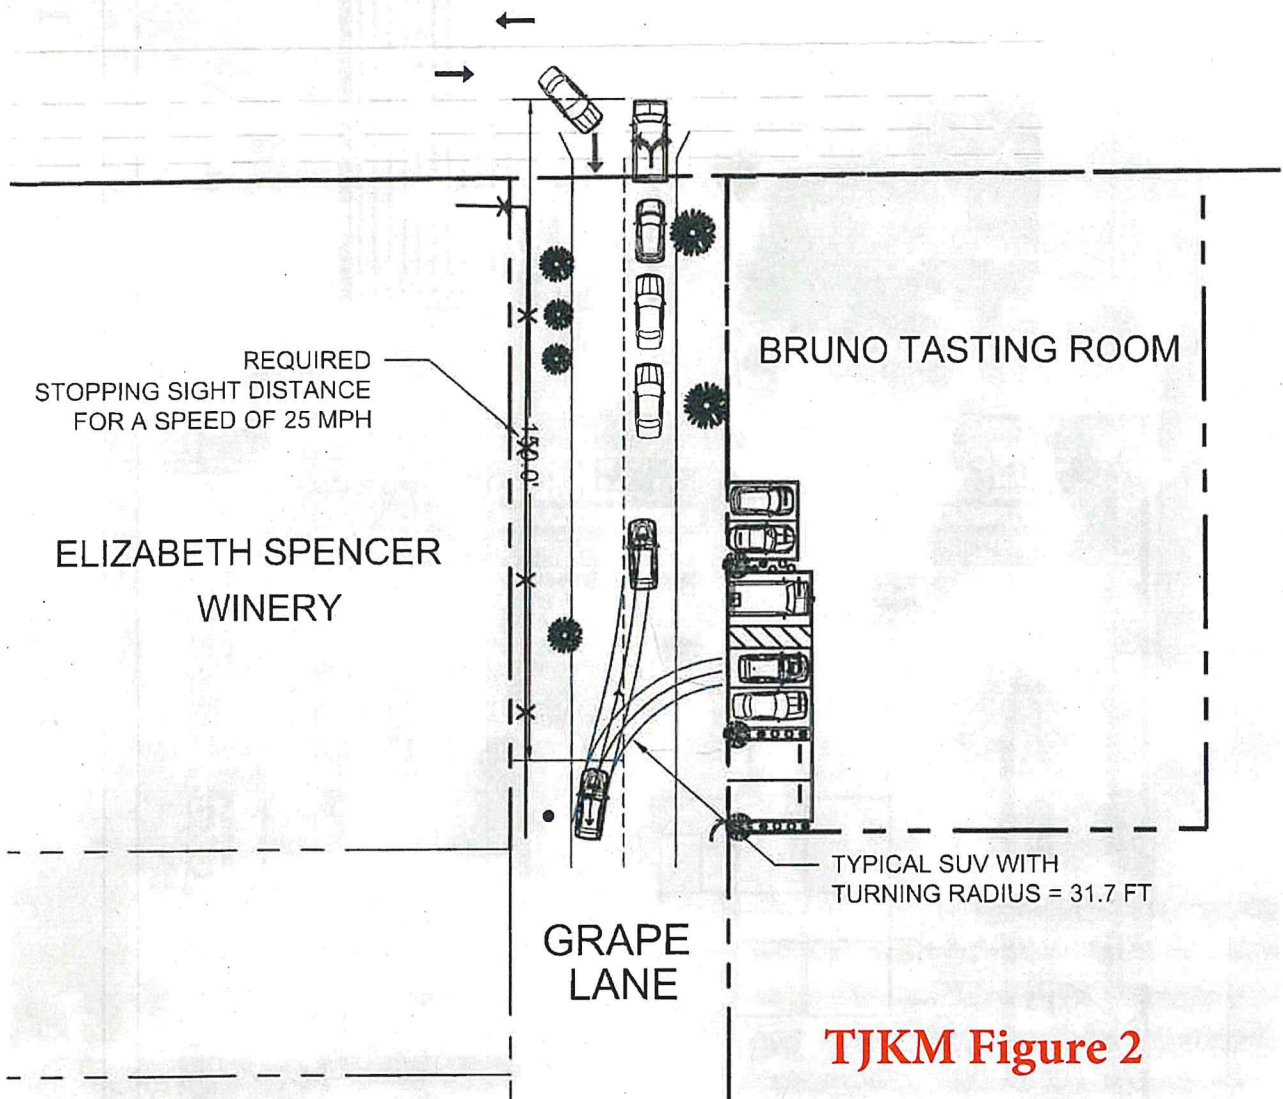 REQUIRED
STOPPING SIGHT DISTANCE
FOR A SPEED OF 25 MPH
150.0'
BRUNO TASTING ROOM
ELIZABETH SPENCER
WINERY
TYPICAL SUV WITH
TURNING RADIUS = 31.7 FT
GRAPE
LANE
TJKM Figure 2